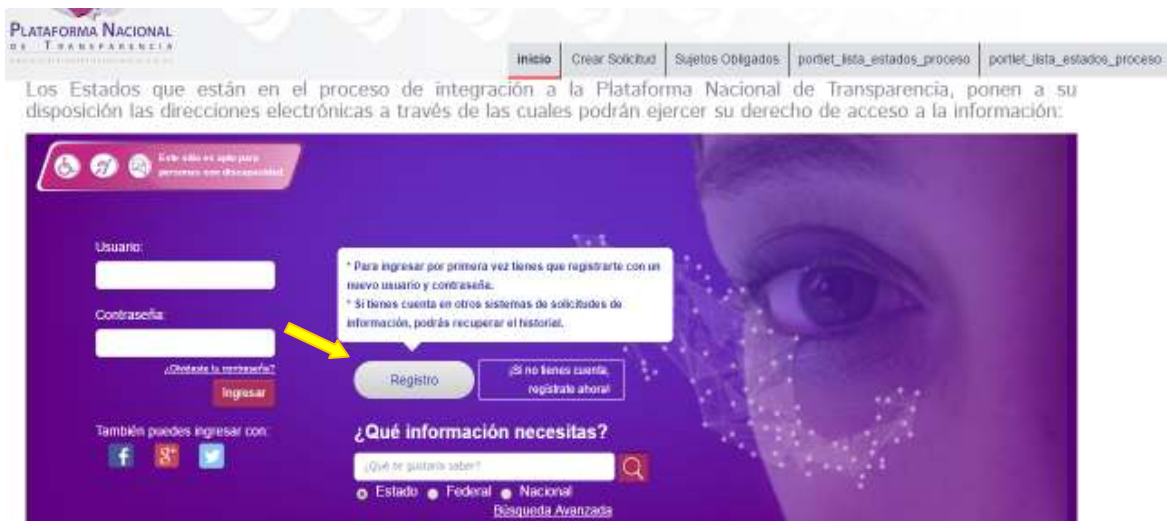 PLATAFORMA NACIONAL
DE TRANSPARENCIA
inicio Crear Solicitud Sujetos Obligados portlet_lista_estados_proceso portlet_lista_estados_proceso
Los Estados que están en el proceso de integración a la Plataforma Nacional de Transparencia, ponen a su
disposición las direcciones electrónicas a través de las cuales podrán ejercer su derecho de acceso a la información:
Este sitio es apto para
personas con discapacidad.
Usuario:
Contraseña:
¿Olvidaste tu contraseña?
Ingresar
También puedes ingresar con:
f g+
* Para ingresar por primera vez tienes que registrarte con un
nuevo usuario y contraseña.
* Si tienes cuenta en otros sistemas de solicitudes de
información, podrás recuperar el historial.
Registro
¡Si no tienes cuenta,
regístrate ahora!
¿Qué información necesitas?
¿Qué te gustaría saber?
Estado Federal Nacional
Búsqueda Avanzada